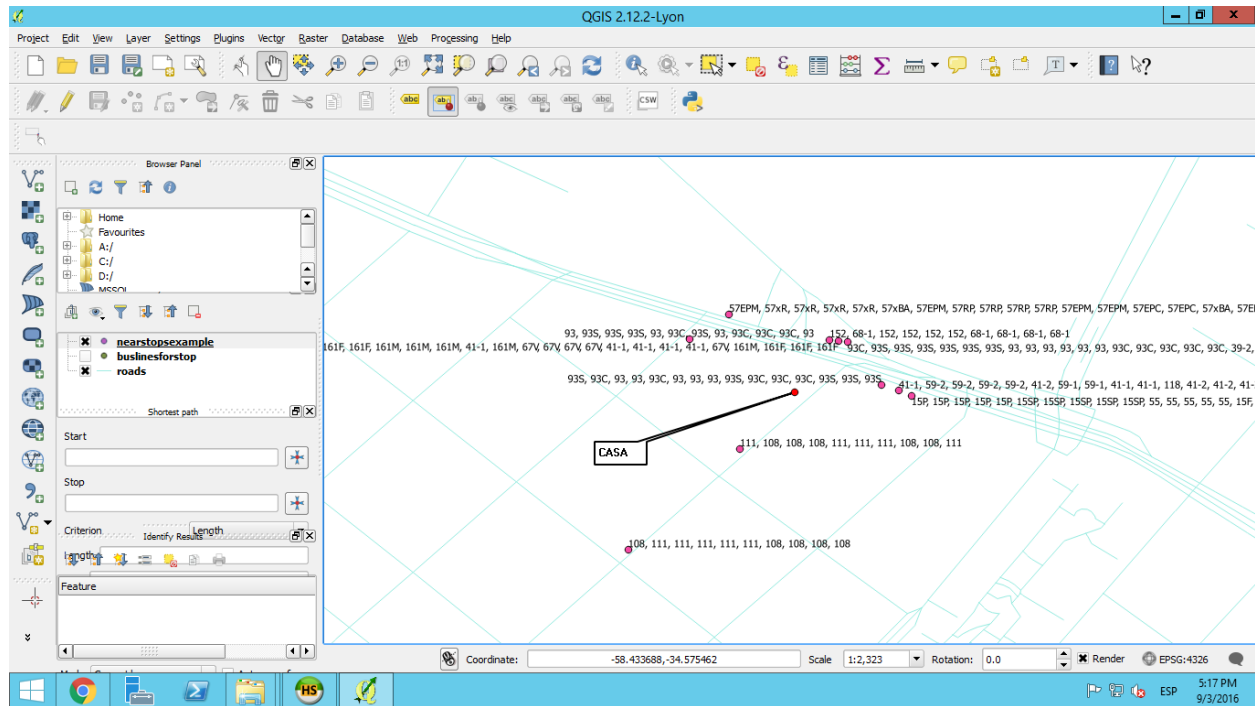 QGIS 2.12.2-Lyon
Project Edit View Layer Settings Plugins Vector Raster Database Web Processing Help
Browser Panel
Home
Favourites
A:/
C:/
D:/
MSSQL
nearstopsexample
buslinesforstop
roads
Shortest path
Start
Stop
Criterion Length
Identify Results
Length
Feature
57EPM, 57xR, 57xR, 57xR, 57xR, 57xBA, 57EPM, 57RP, 57RP, 57RP, 57RP, 57EPM, 57EPM, 57EPC, 57EPC, 57xBA, 57E
93, 93S, 93S, 93S, 93, 93C, 93S, 93, 93C, 93C, 93C, 93
152, 68-1, 152, 152, 152, 152, 68-1, 68-1, 68-1, 68-1
161F, 161F, 161M, 161M, 161M, 41-1, 161M, 67V, 67V, 67V, 67V, 41-1, 41-1, 41-1, 41-1, 67V, 161M, 161F, 161F, 161F
93C, 93S, 93S, 93S, 93S, 93S, 93S, 93, 93, 93, 93, 93, 93C, 93C, 93C, 93C, 93C, 39-2,
93S, 93C, 93, 93, 93C, 93, 93, 93, 93S, 93C, 93C, 93C, 93S, 93S, 93S
41-1, 59-2, 59-2, 59-2, 59-2, 41-2, 59-1, 59-1, 41-1, 41-1, 118, 41-2, 41-2, 41-
15P, 15P, 15P, 15P, 15P, 15SP, 15SP, 15SP, 15SP, 55, 55, 55, 55, 55, 15F,
CASA
111, 108, 108, 108, 111, 111, 111, 108, 108, 111
108, 111, 111, 111, 111, 111, 108, 108, 108, 108
Coordinate: -58.433688,-34.575462 Scale 1:2,323 Rotation: 0.0 Render EPSG:4326
HS
ESP
5:17 PM
9/3/2016